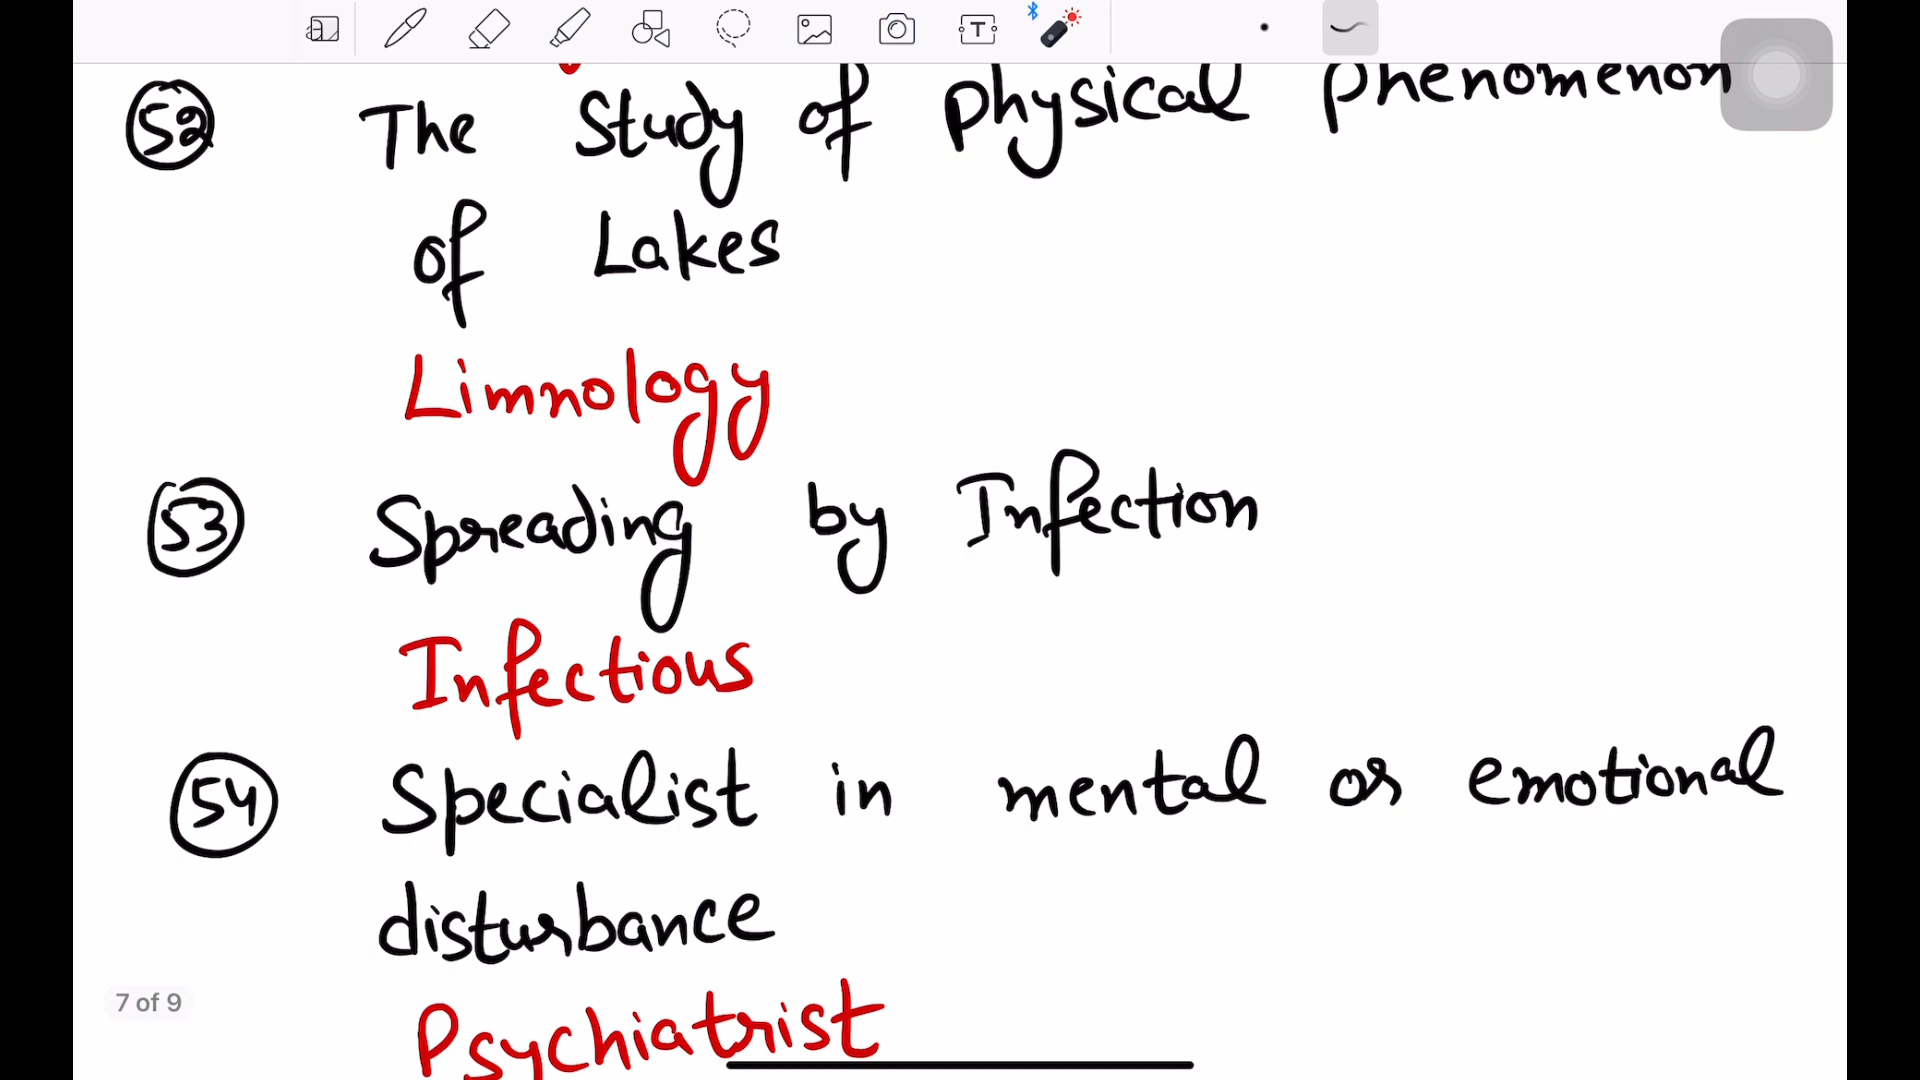 T
52 The Study of physical phenomenon
of Lakes
Limnology
53 Spreading by Infection
Infectious
54 Specialist in mental or emotional
disturbance
Psychiatrist
7 of 9